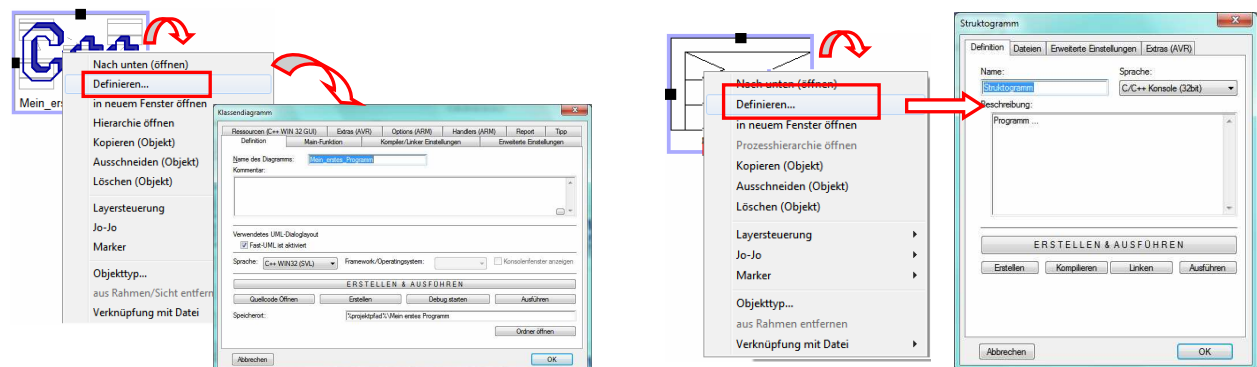 C++
Nach unten (öffnen)
Definieren...
in neuem Fenster öffnen
Hierarchie öffnen
Kopieren (Objekt)
Ausschneiden (Objekt)
Löschen (Objekt)
Layersteuerung
Jo-Jo
Marker
Objekttyp...
aus Rahmen/Sicht entfern
Verknüpfung mit Datei
Mein_ers
Klassendiagramm
Ressourcen (C++ WIN 32 GUI) Extras (AVR) Options (ARM) Handlers (ARM) Report Tipp
Definition Main-Funktion Kompiler/Linker Einstellungen Erweiterte Einstellungen
Name des Diagramms: Mein_erstes_Programm
Kommentar:
...
Verwendetes UML-Dialoglayout
Fast-UML ist aktiviert
Sprache: C++ WIN32 (SVL) Framework/Operatingsystem: Konsolenfenster anzeigen
ERSTELLEN & AUSFÜHREN
Quellcode Öffnen Erstellen Debug starten Ausführen
Speicherort: %projektpfad%\Mein erstes Programm
Ordner öffnen
Abbrechen OK
Nach unten (öffnen)
Definieren...
in neuem Fenster öffnen
Prozesshierarchie öffnen
Kopieren (Objekt)
Ausschneiden (Objekt)
Löschen (Objekt)
Layersteuerung
Jo-Jo
Marker
Objekttyp...
aus Rahmen entfernen
Verknüpfung mit Datei
Struktogramm
Definition Dateien Erweiterte Einstellungen Extras (AVR)
Name: Sprache:
Struktogramm C/C++ Konsole (32bit)
Beschreibung:
Programm ...
ERSTELLEN & AUSFÜHREN
Erstellen Kompilieren Linken Ausführen
Abbrechen OK